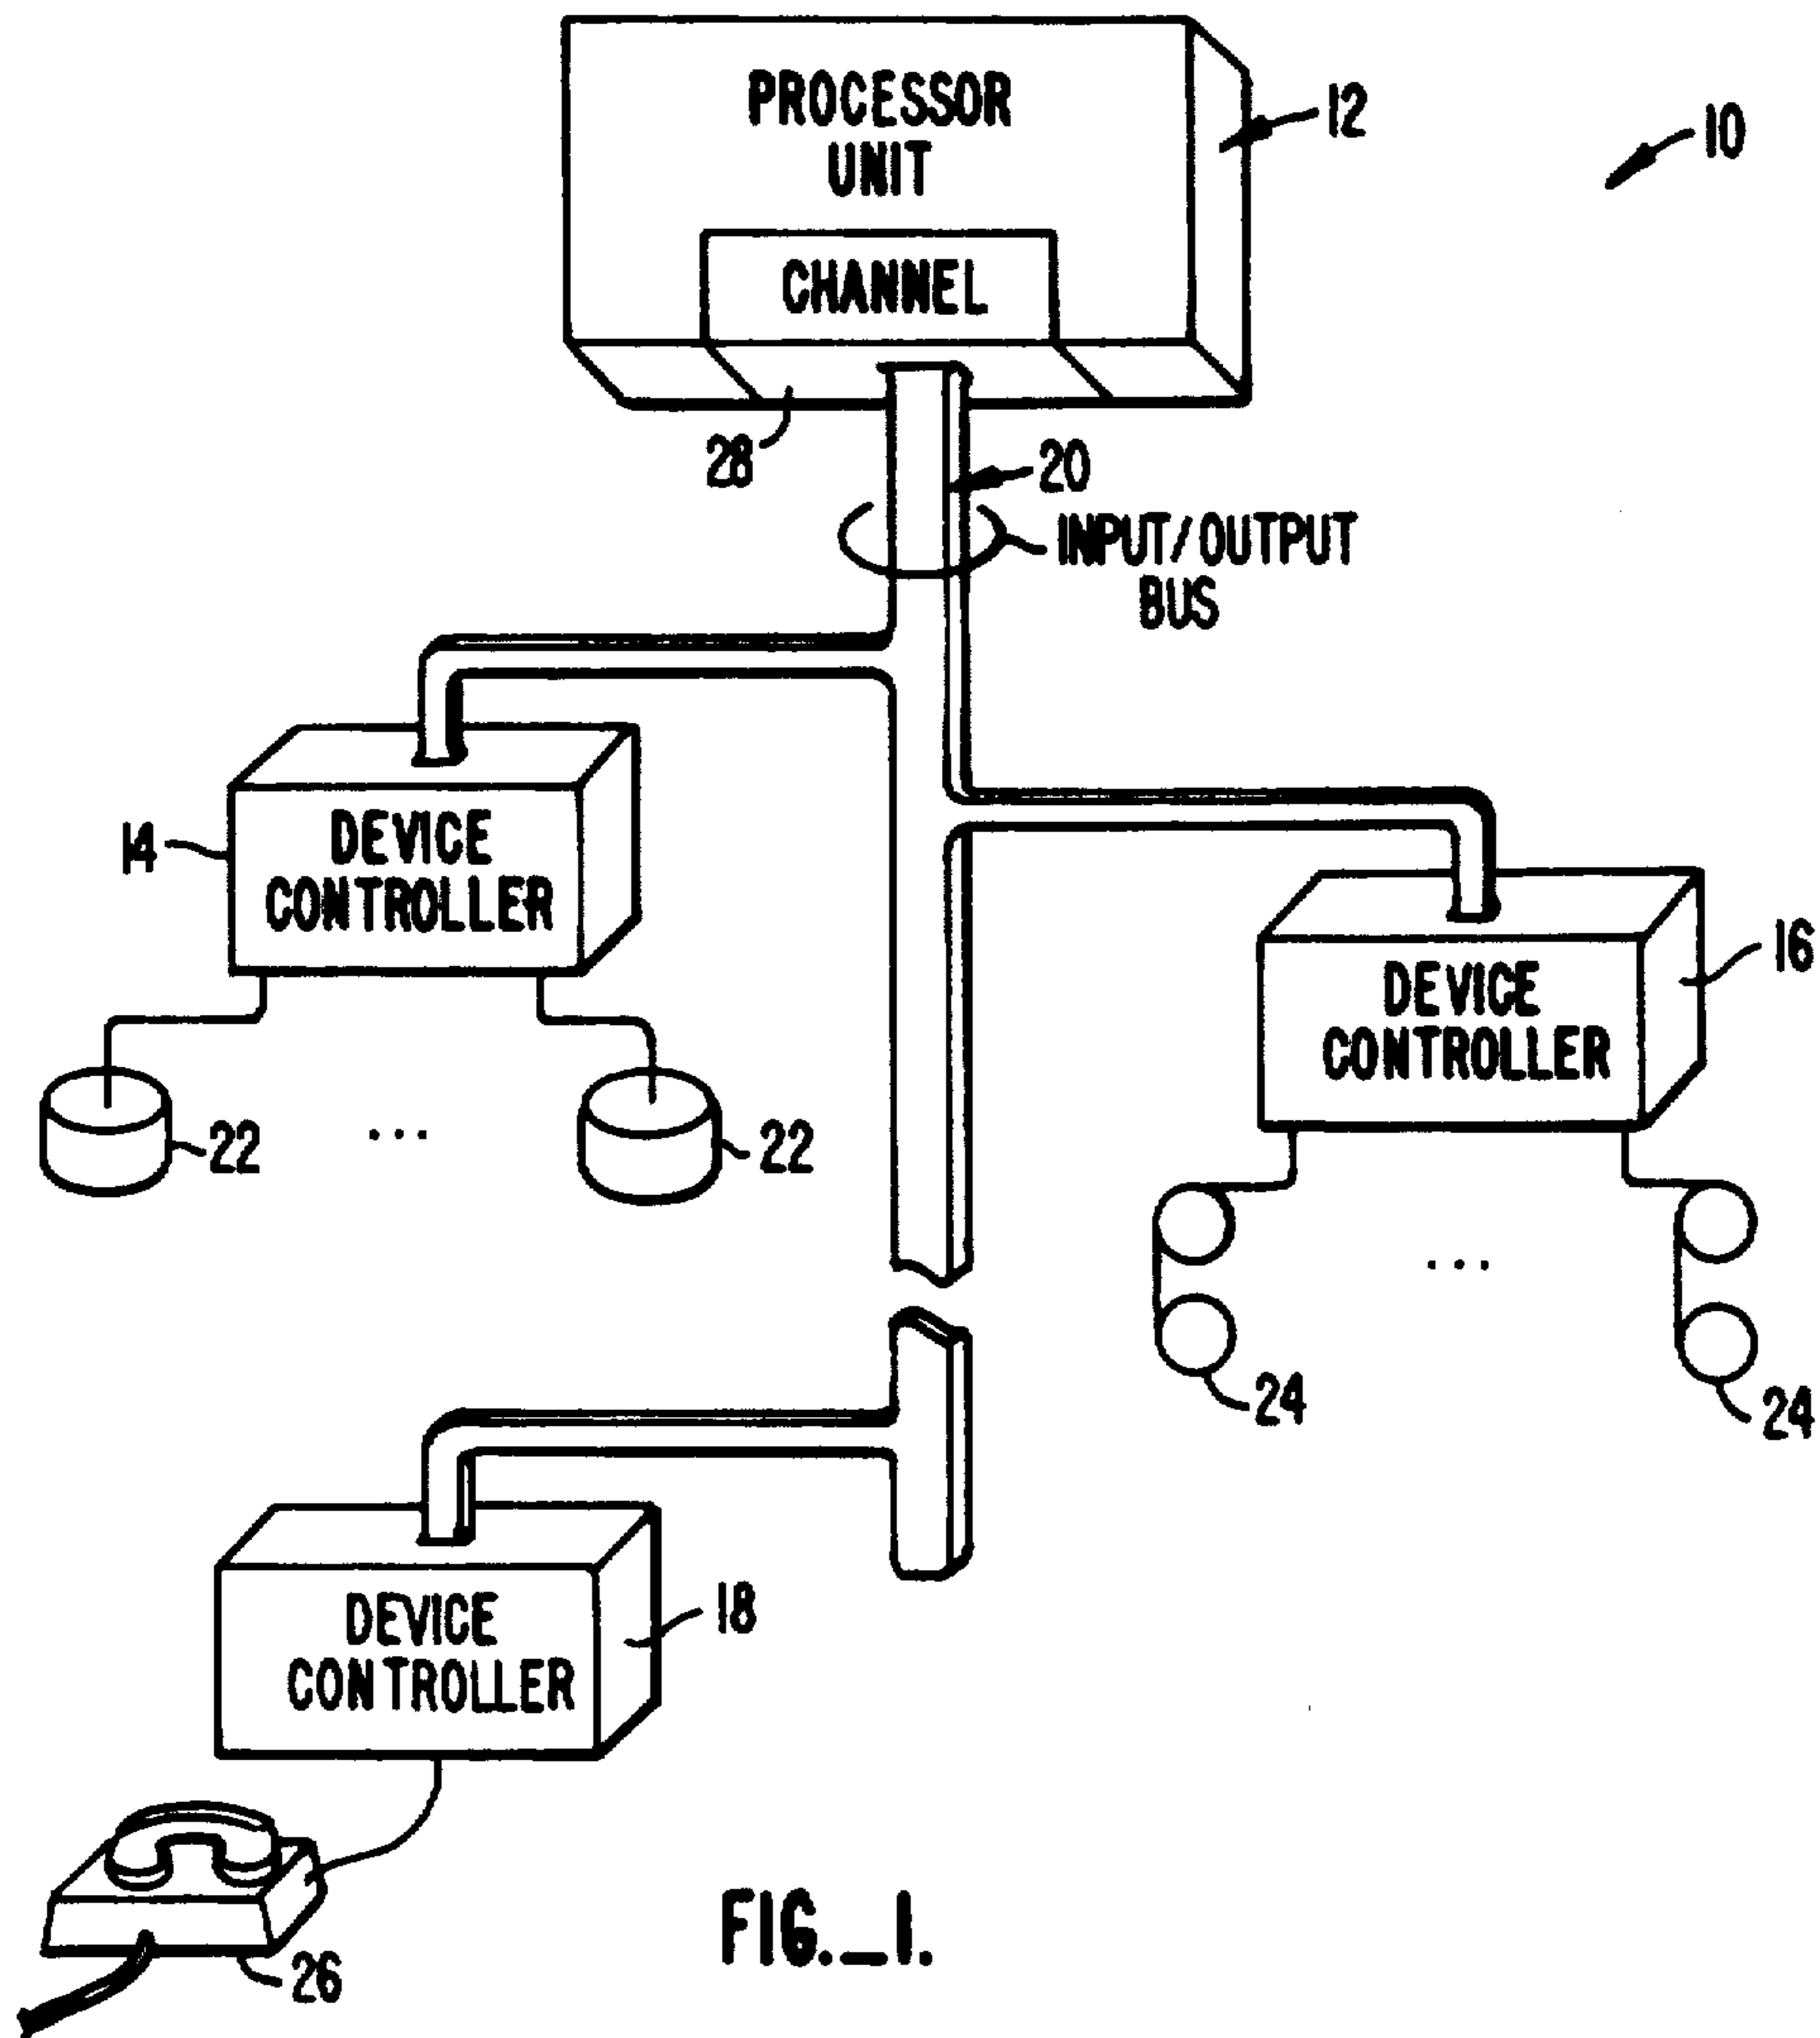 PROCESSOR
UNIT
12
10
CHANNEL
28
20
INPUT/OUTPUT
BUS
14
DEVICE
CONTROLLER
16
DEVICE
CONTROLLER
22
...
22
...
24
24
18
DEVICE
CONTROLLER
26
FIG._1.